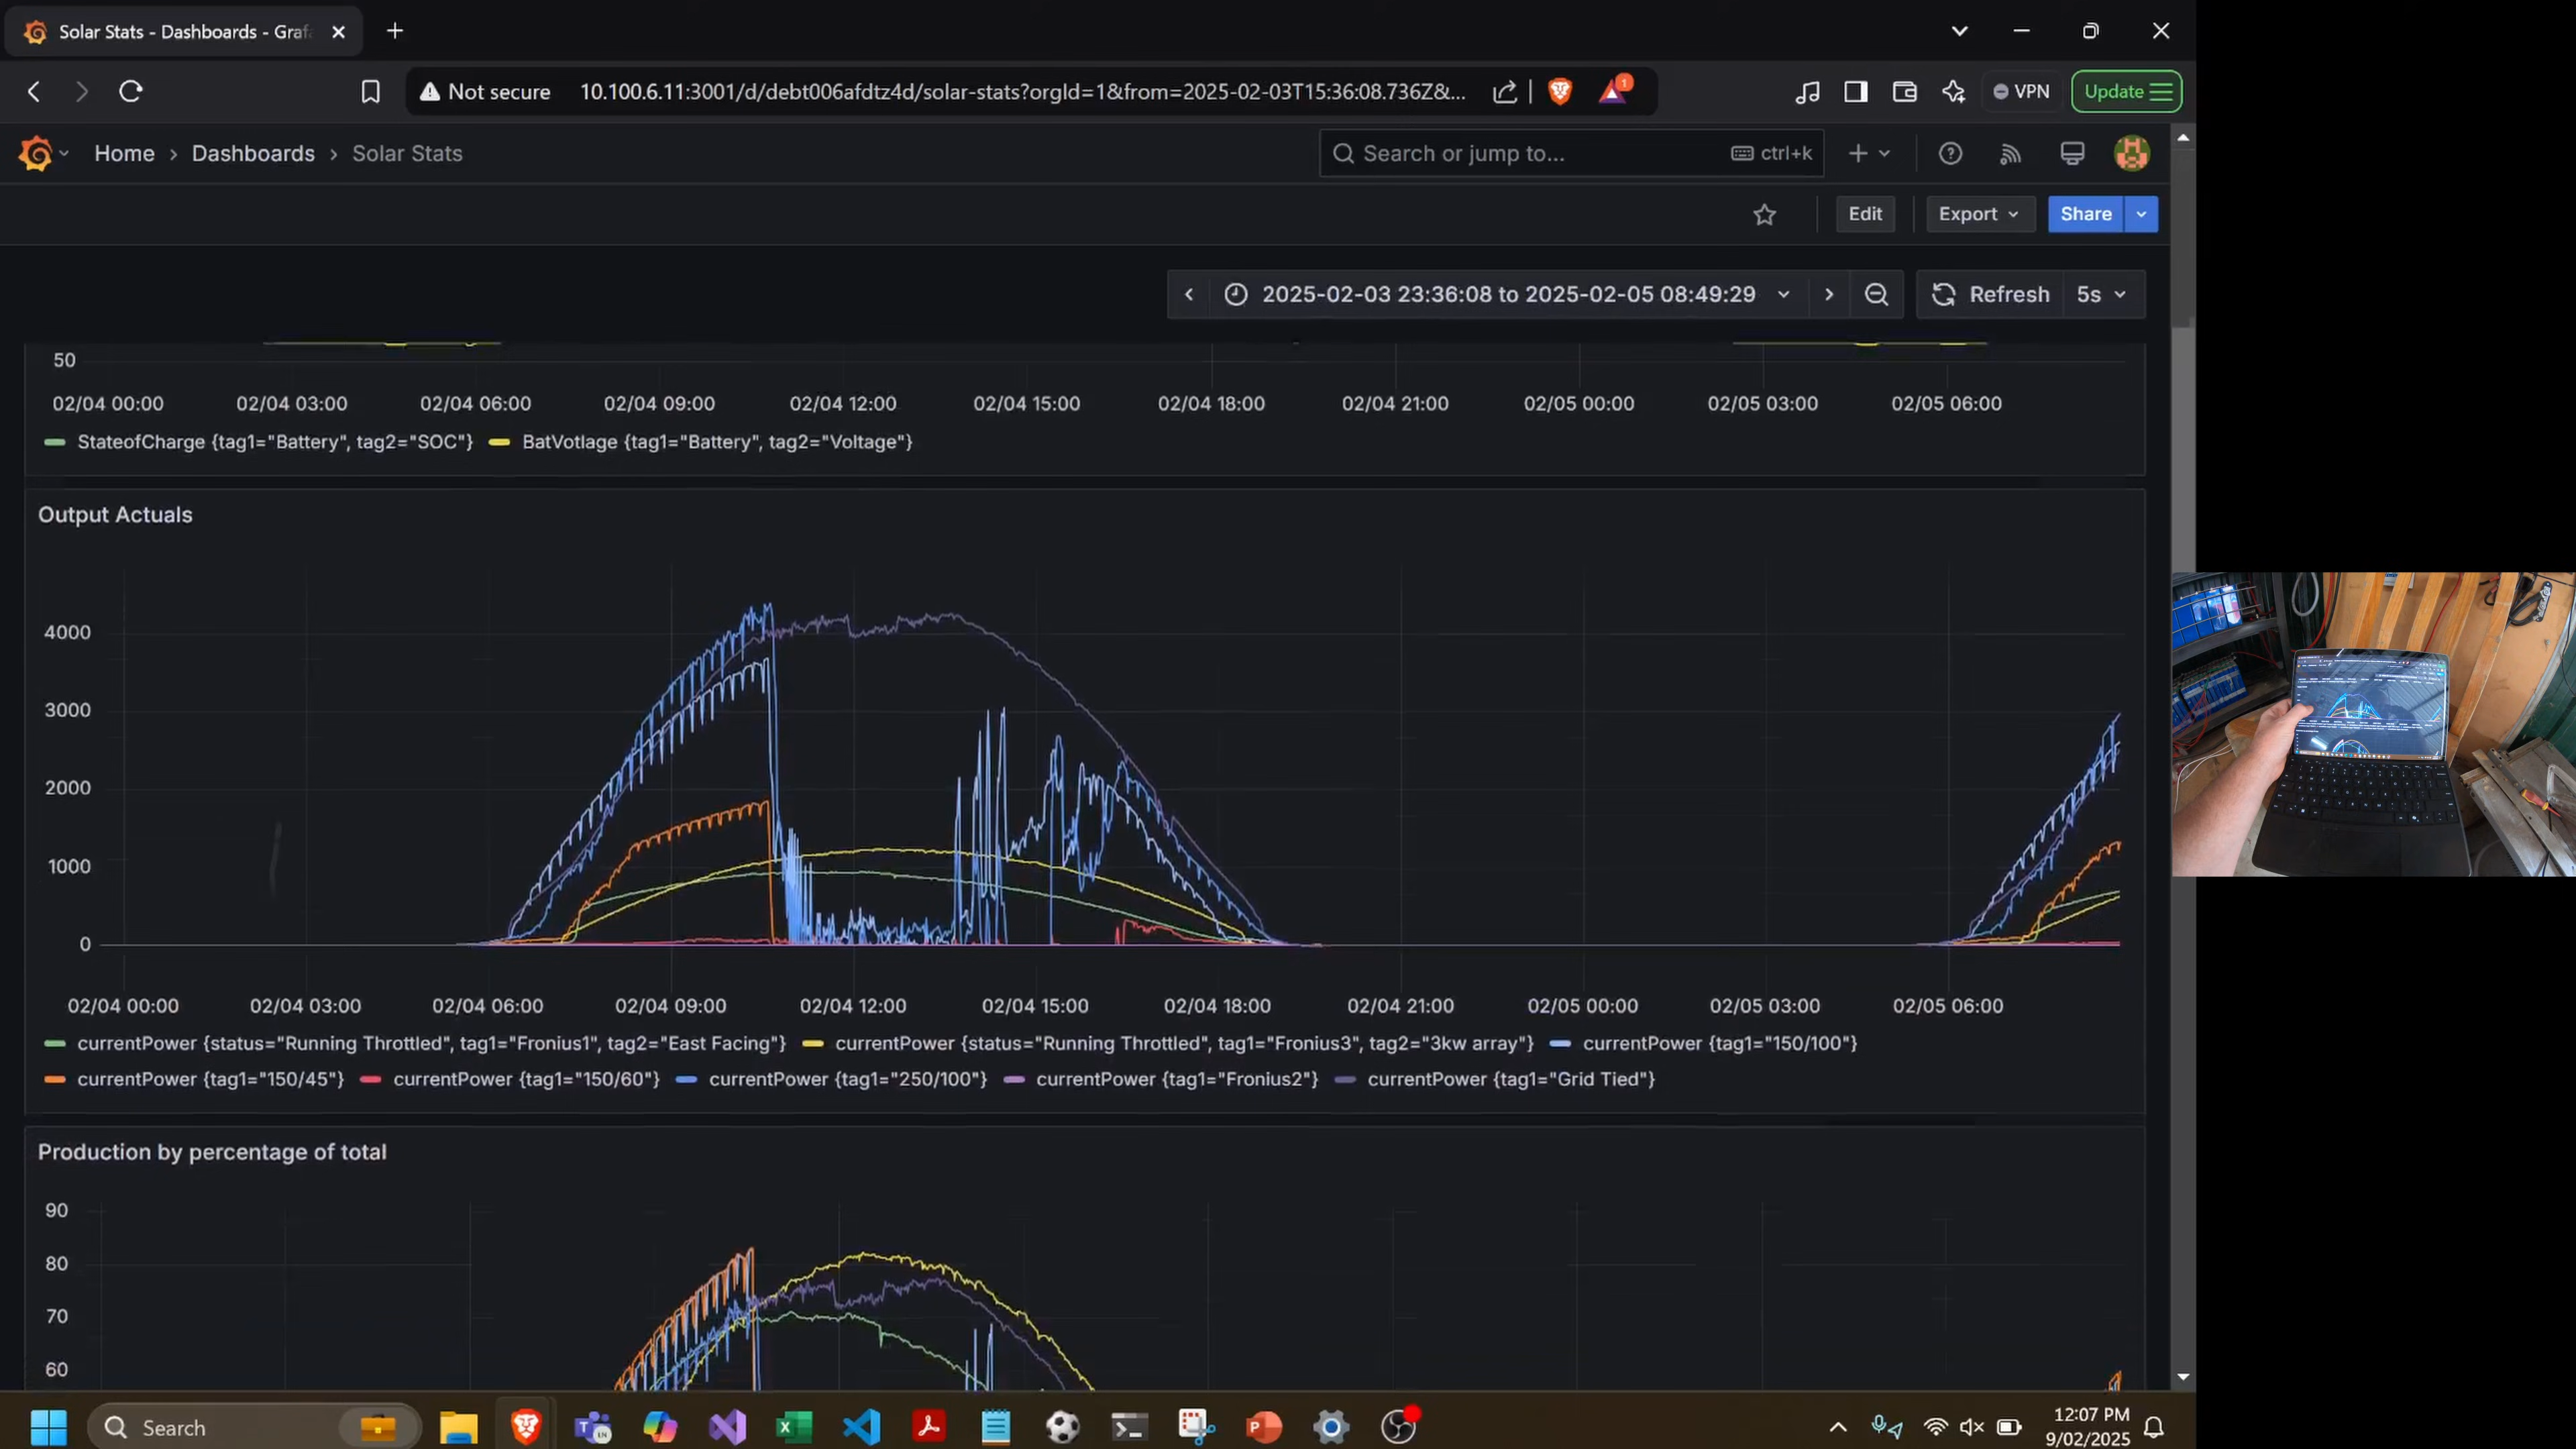 Solar Stats - Dashboards - Graf
Not secure 10.100.6.11:3001/d/debt006afdtz4d/solar-stats?orgId=1&from=2025-02-03T15:36:08.736Z&... 1 VPN Update
Home › Dashboards › Solar Stats Search or jump to... ctrl+k
Edit Export Share
2025-02-03 23:36:08 to 2025-02-05 08:49:29 Refresh 5s
50
02/04 00:00 02/04 03:00 02/04 06:00 02/04 09:00 02/04 12:00 02/04 15:00 02/04 18:00 02/04 21:00 02/05 00:00 02/05 03:00 02/05 06:00
StateofCharge {tag1="Battery", tag2="SOC"} BatVotlage {tag1="Battery", tag2="Voltage"}
Output Actuals
4000
3000
2000
1000
0
02/04 00:00 02/04 03:00 02/04 06:00 02/04 09:00 02/04 12:00 02/04 15:00 02/04 18:00 02/04 21:00 02/05 00:00 02/05 03:00 02/05 06:00
currentPower {status="Running Throttled", tag1="Fronius1", tag2="East Facing"} currentPower {status="Running Throttled", tag1="Fronius3", tag2="3kw array"} currentPower {tag1="150/100"}
currentPower {tag1="150/45"} currentPower {tag1="150/60"} currentPower {tag1="250/100"} currentPower {tag1="Fronius2"} currentPower {tag1="Grid Tied"}
Production by percentage of total
90
80
70
60
Search
12:07 PM
9/02/2025